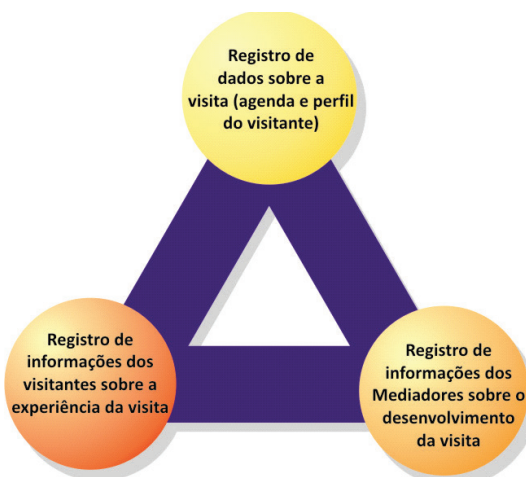 Registro de
dados sobre a
visita (agenda e perfil
do visitante)
Registro de
informações dos
visitantes sobre a
experiência da visita
Registro de
informações dos
Mediadores sobre o
desenvolvimento
da visita